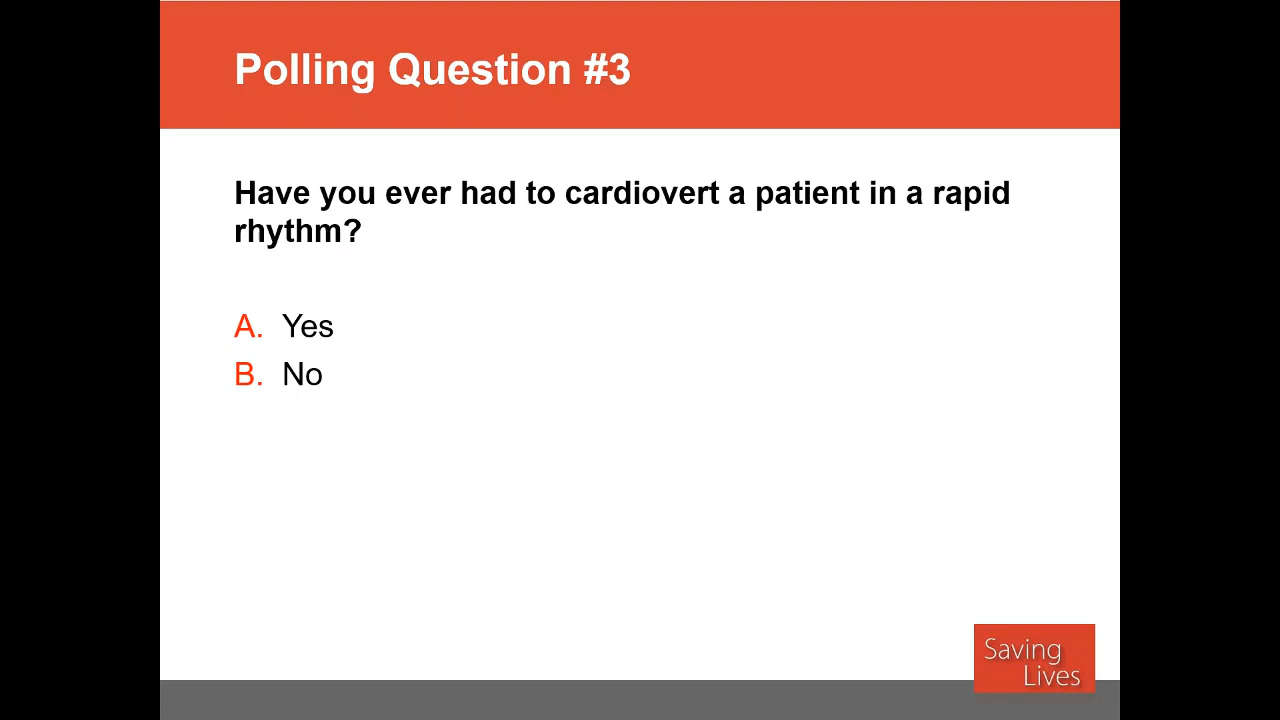 Polling Question #3
Have you ever had to cardiovert a patient in a rapid
rhythm?
A. Yes
B. No
Saving
Lives